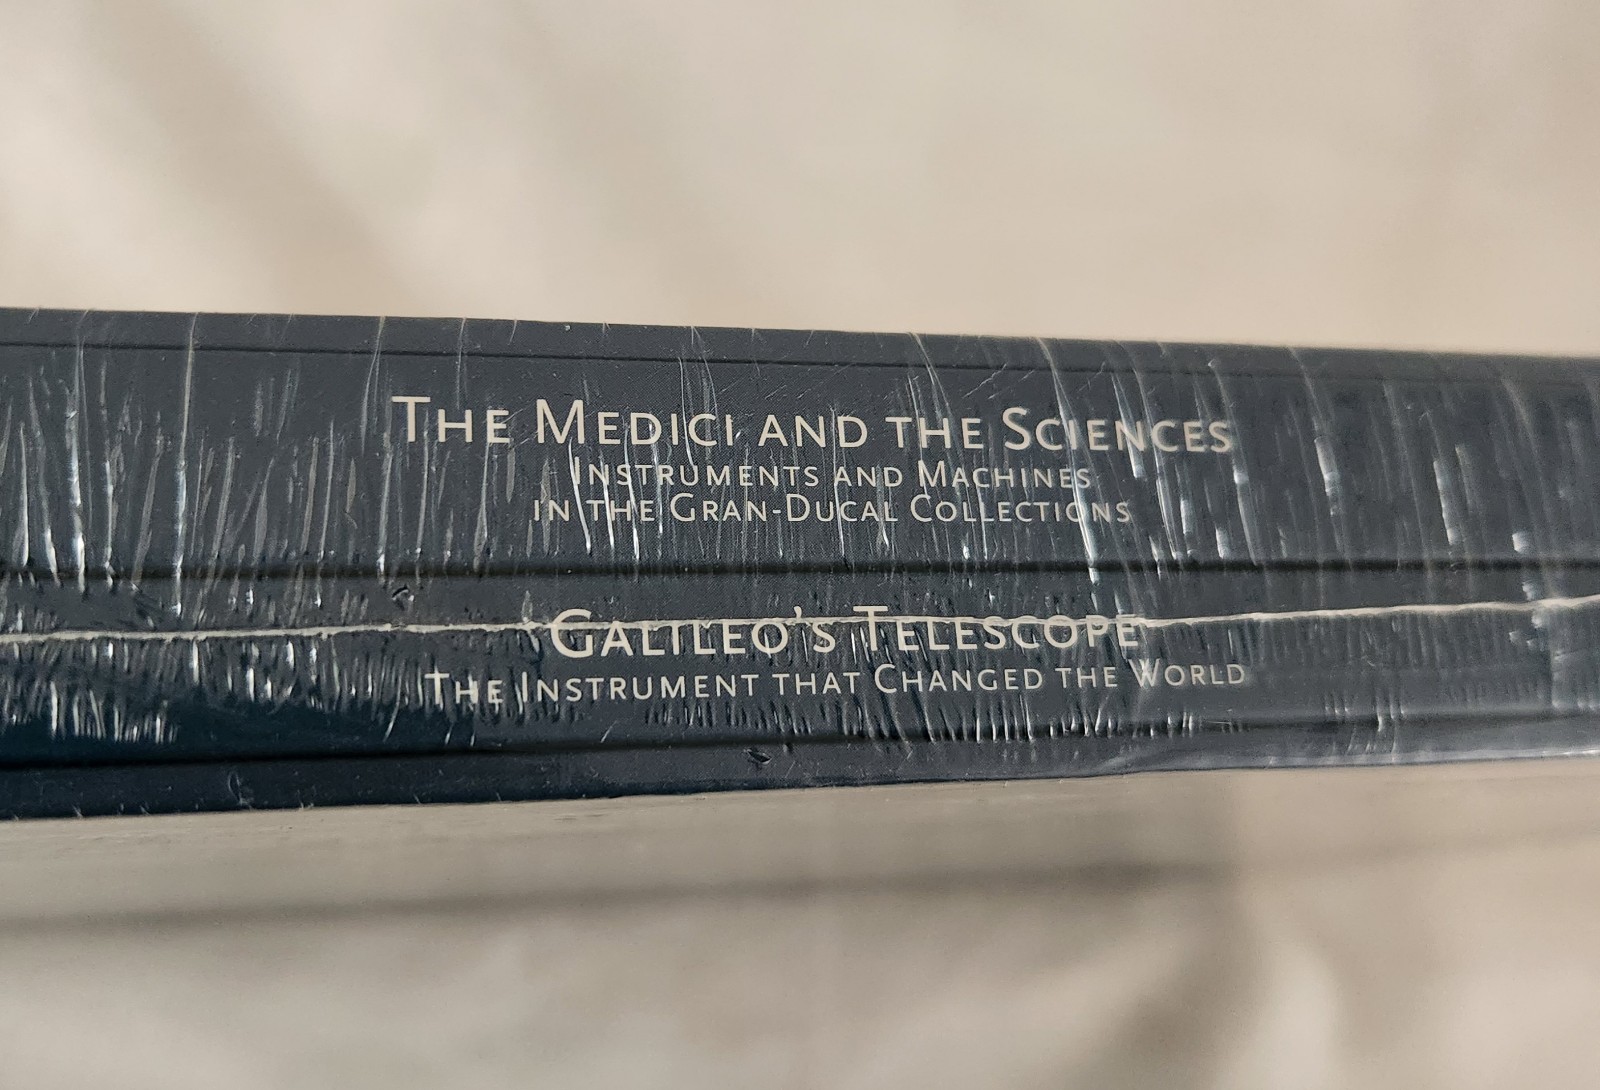 The Medici and the Sciences
Instruments and Machines
in the Gran-Ducal Collections
Galileo's Telescope
The Instrument that Changed the World